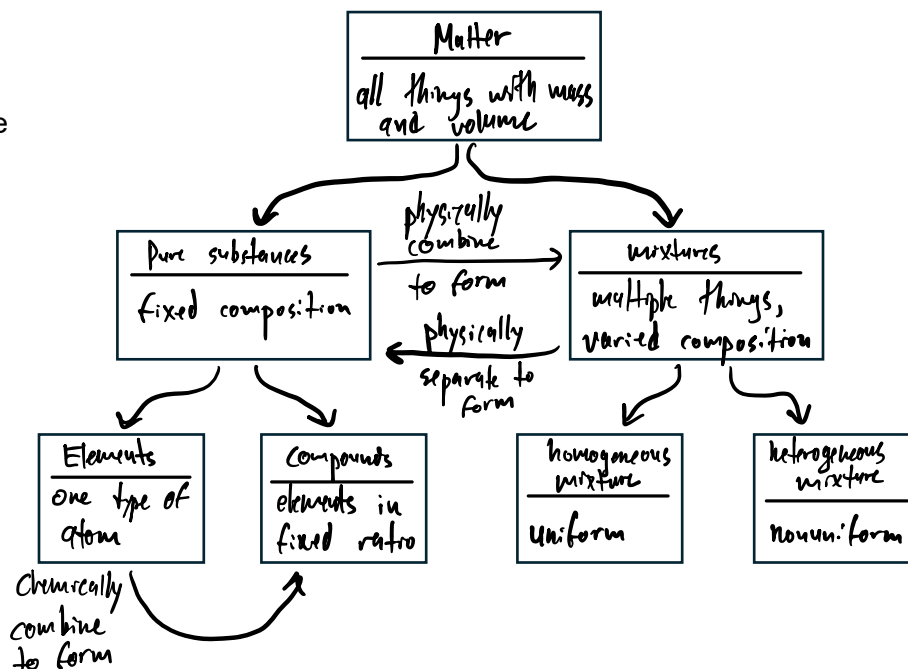 Matter
all things with mass
and volume
e
physically
combine
to form
Pure substances
fixed composition
mixtures
multiple things,
varied composition
physically
separate to
form
Elements
one type of
atom
Compounds
elements in
fixed ratio
homogeneous
mixture
uniform
heterogeneous
mixture
nonuniform
Chemically
combine
to form